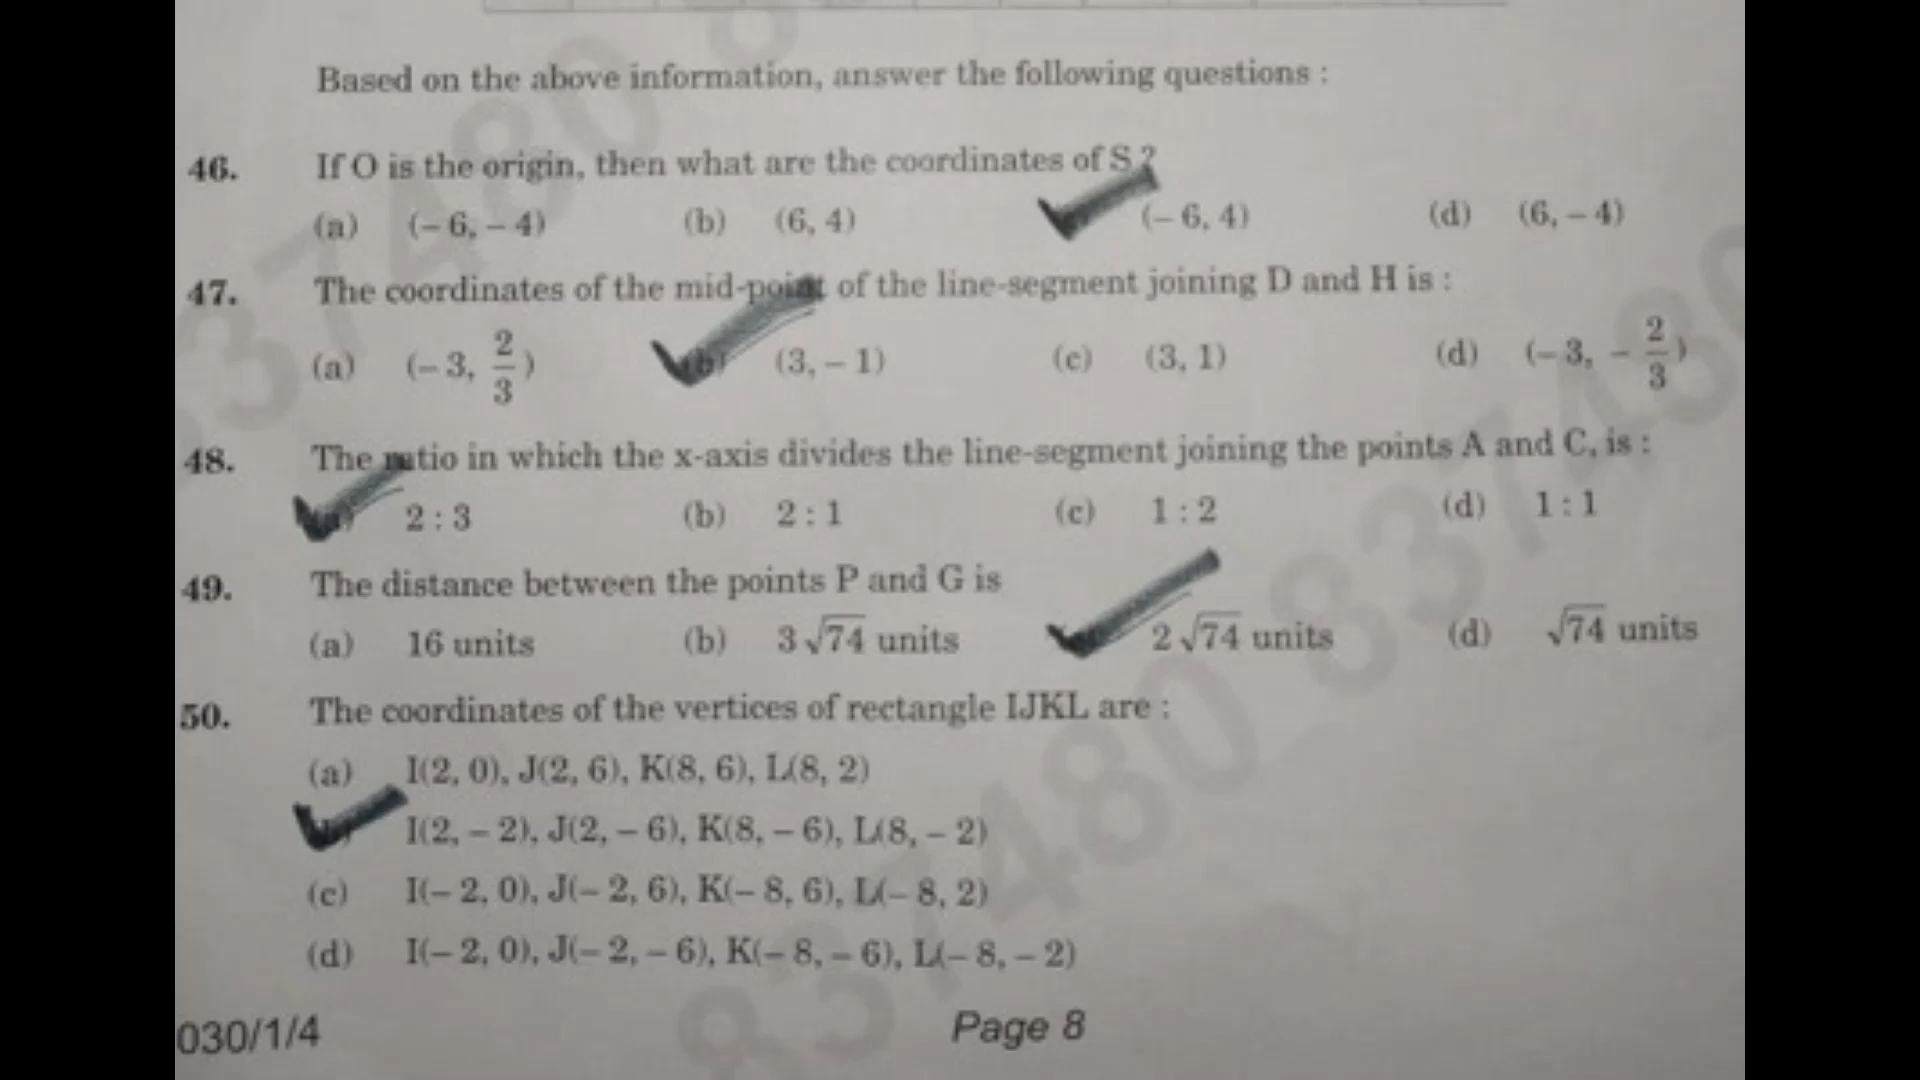 Based on the above information, answer the following questions :
46. If O is the origin, then what are the coordinates of S ?
(a) (– 6, – 4) (b) (6, 4) (– 6, 4) (d) (6, – 4)
47. The coordinates of the mid-point of the line-segment joining D and H is :
(a) (– 3, 2/3) (b) (3, – 1) (c) (3, 1) (d) (– 3, – 2/3)
48. The ratio in which the x-axis divides the line-segment joining the points A and C, is :
2 : 3 (b) 2 : 1 (c) 1 : 2 (d) 1 : 1
49. The distance between the points P and G is
(a) 16 units (b) 3 √74 units 2 √74 units (d) √74 units
50. The coordinates of the vertices of rectangle IJKL are :
(a) I(2, 0), J(2, 6), K(8, 6), L(8, 2)
I(2, – 2), J(2, – 6), K(8, – 6), L(8, – 2)
(c) I(– 2, 0), J(– 2, 6), K(– 8, 6), L(– 8, 2)
(d) I(– 2, 0), J(– 2, – 6), K(– 8, – 6), L(– 8, – 2)
030/1/4 Page 8